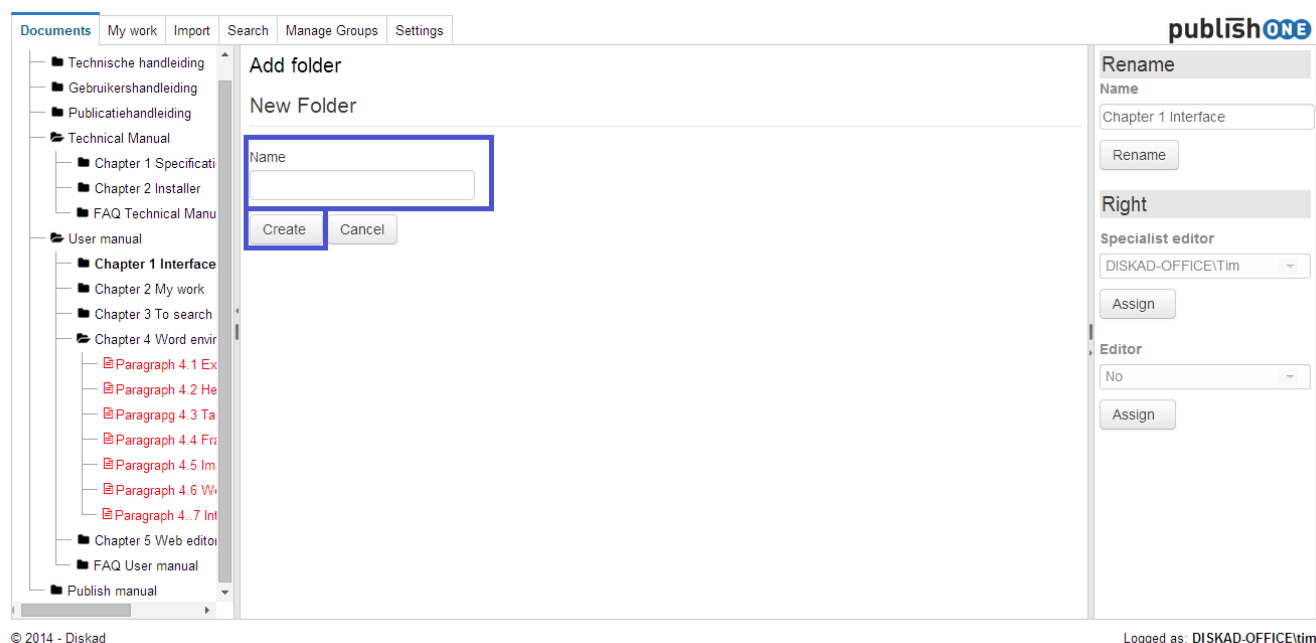 Documents My work Import Search Manage Groups Settings
publishONE
Technische handleiding
Gebruikershandleiding
Publicatiehandleiding
Technical Manual
Chapter 1 Specificati
Chapter 2 Installer
FAQ Technical Manu
User manual
Chapter 1 Interface
Chapter 2 My work
Chapter 3 To search
Chapter 4 Word envir
Paragraph 4.1 Ex
Paragraph 4.2 He
Paragrapg 4.3 Ta
Paragraph 4.4 Fra
Paragraph 4.5 Im
Paragraph 4.6 We
Paragraph 4..7 Int
Chapter 5 Web editor
FAQ User manual
Publish manual
Add folder
New Folder
Name
Create Cancel
Rename
Name
Chapter 1 Interface
Rename
Right
Specialist editor
DISKAD-OFFICE\Tim
Assign
Editor
No
Assign
© 2014 - Diskad
Logged as: DISKAD-OFFICE\tim